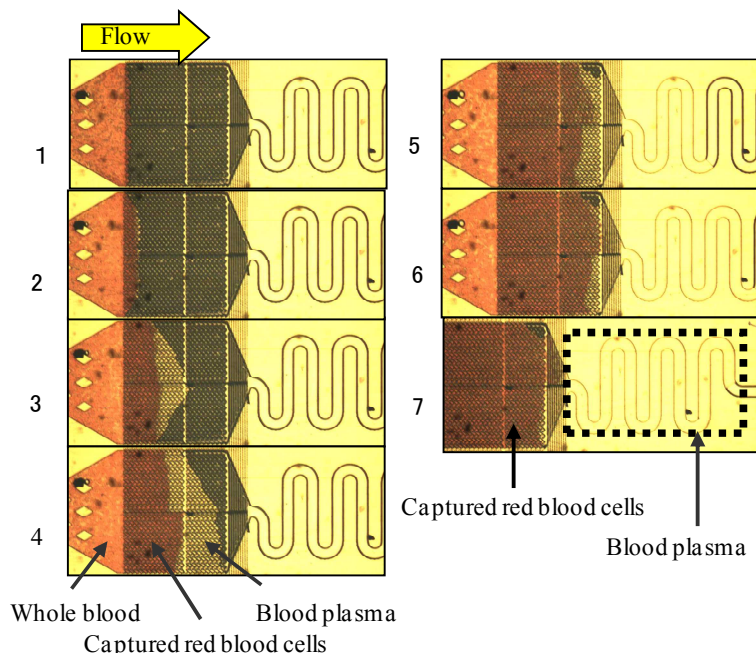 Flow
1
2
3
4
Whole blood
Captured red blood cells
Blood plasma
5
6
7
Captured red blood cells
Blood plasma